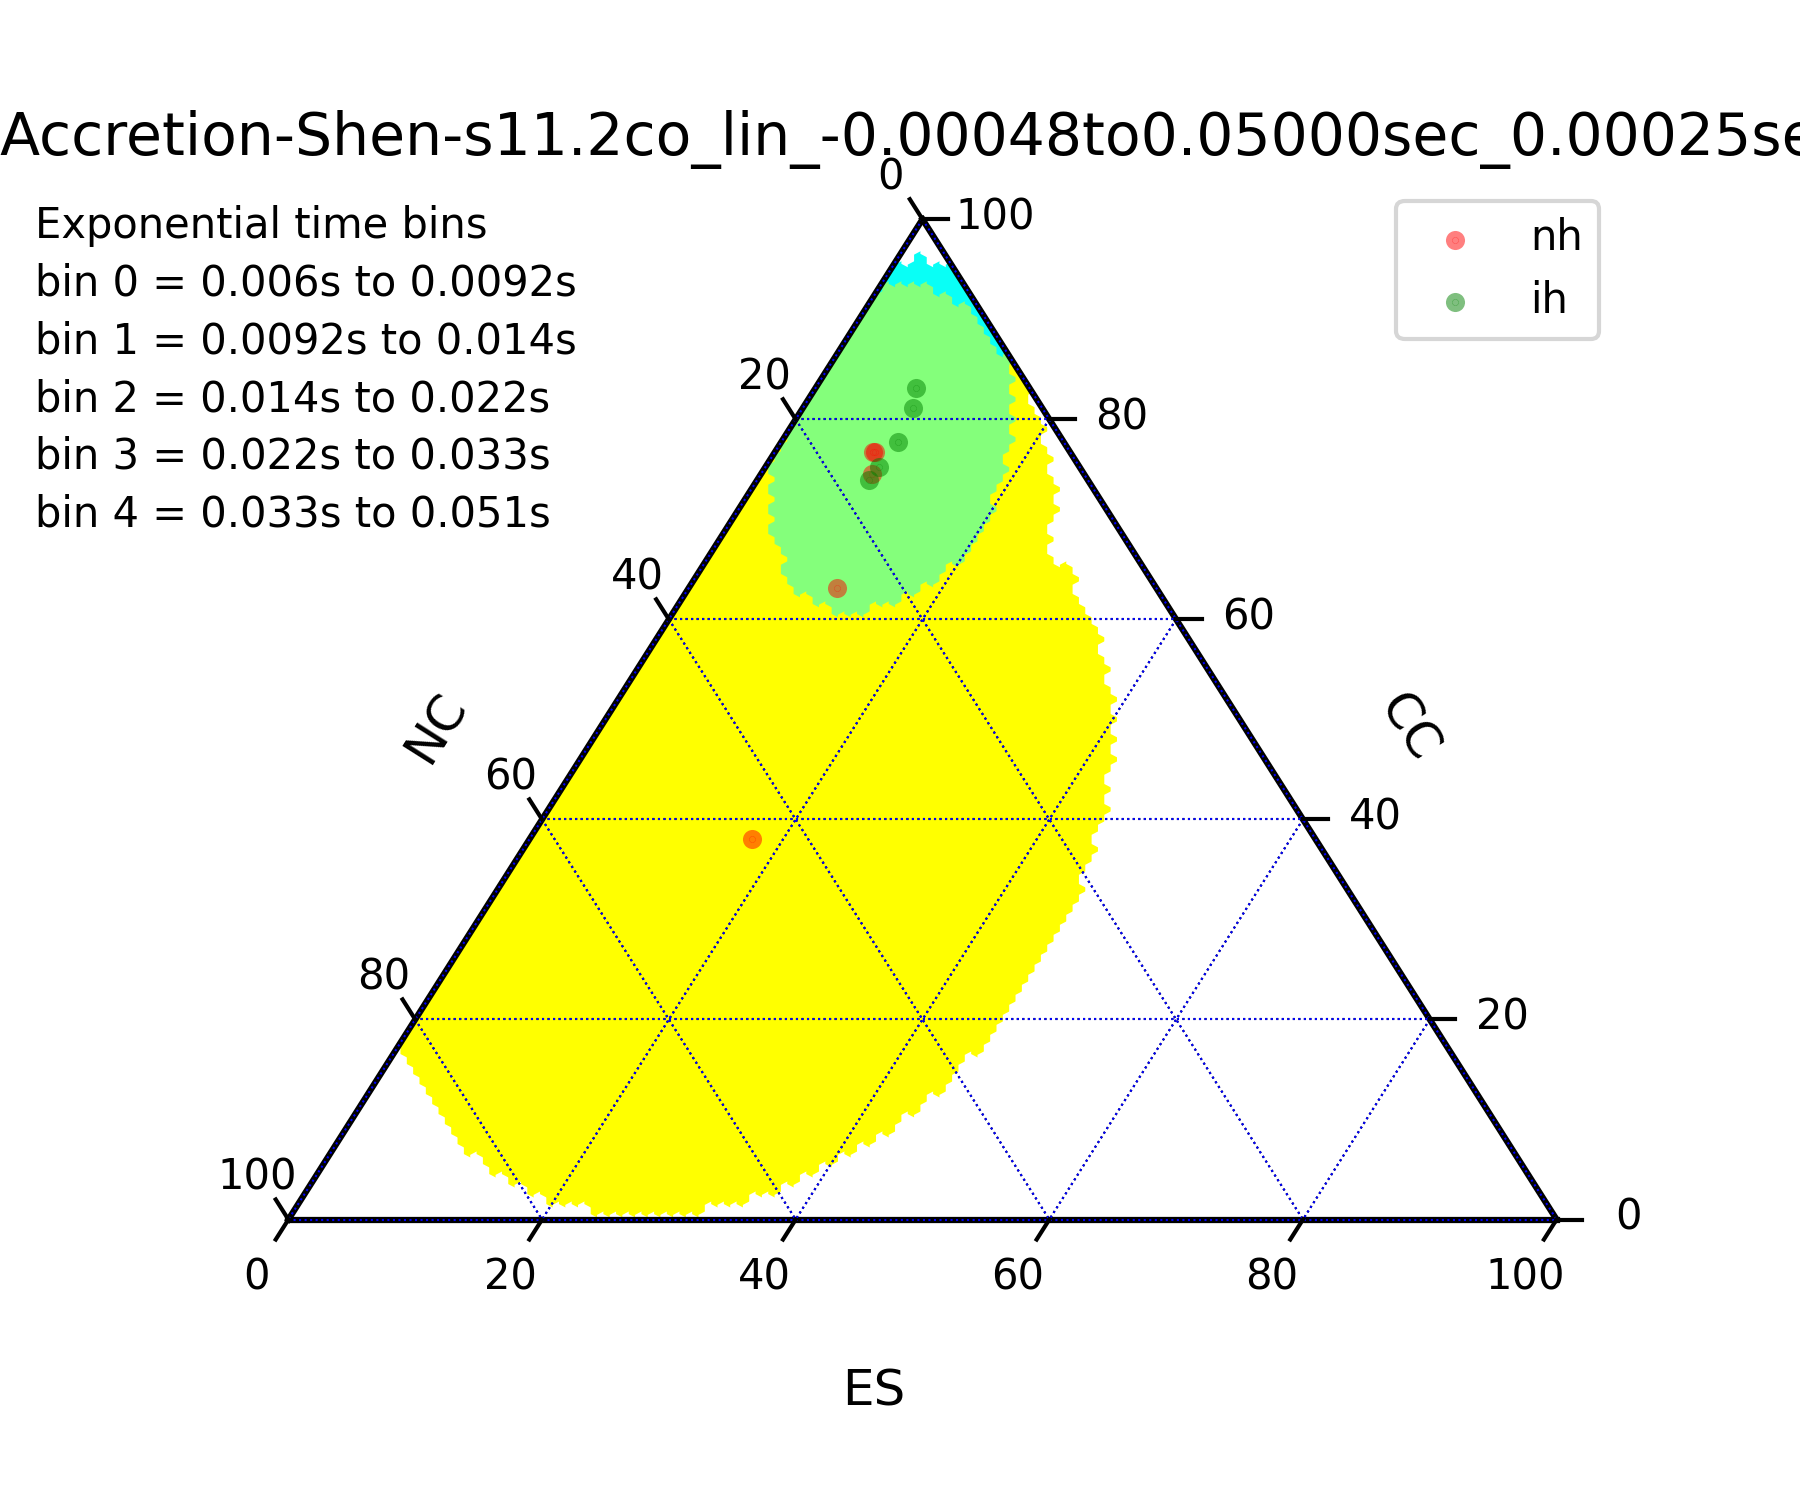 Accretion-Shen-s11.2co_lin_-0.00048to0.05000sec_0.00025se
0
100
Exponential time bins
bin 0 = 0.006s to 0.0092s
bin 1 = 0.0092s to 0.014s
bin 2 = 0.014s to 0.022s
bin 3 = 0.022s to 0.033s
bin 4 = 0.033s to 0.051s
nh
ih
20
80
40
60
NC
CC
60
40
80
20
100
0
0
20
40
60
80
100
ES